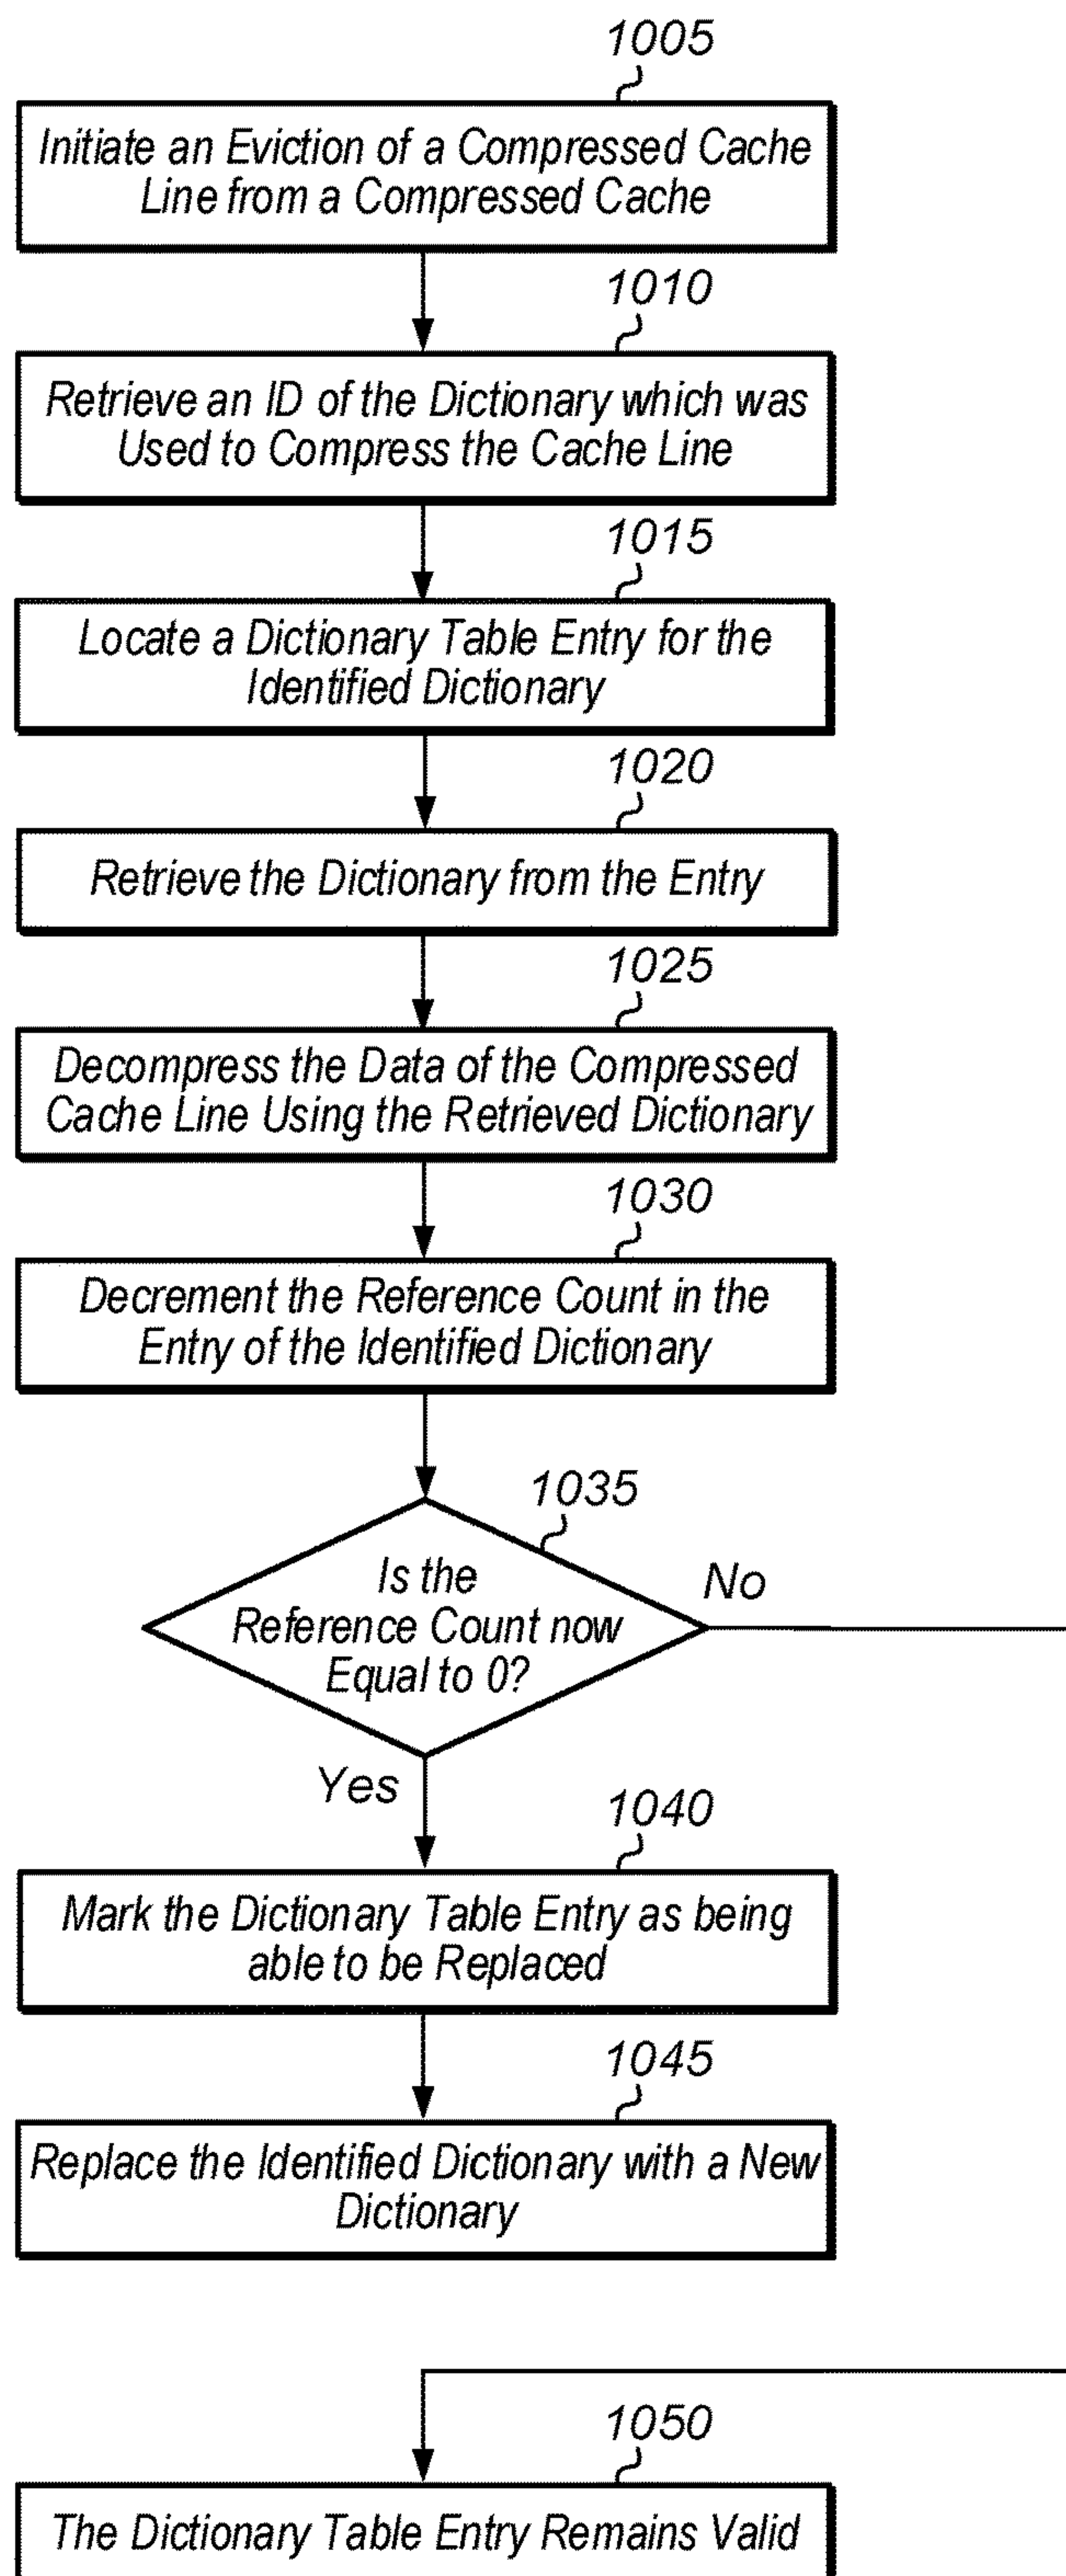 1005
Initiate an Eviction of a Compressed Cache
Line from a Compressed Cache
1010
Retrieve an ID of the Dictionary which was
Used to Compress the Cache Line
1015
Locate a Dictionary Table Entry for the
Identified Dictionary
1020
Retrieve the Dictionary from the Entry
1025
Decompress the Data of the Compressed
Cache Line Using the Retrieved Dictionary
1030
Decrement the Reference Count in the
Entry of the Identified Dictionary
1035
Is the
Reference Count now
Equal to 0?
No
Yes
1040
Mark the Dictionary Table Entry as being
able to be Replaced
1045
Replace the Identified Dictionary with a New
Dictionary
1050
The Dictionary Table Entry Remains Valid